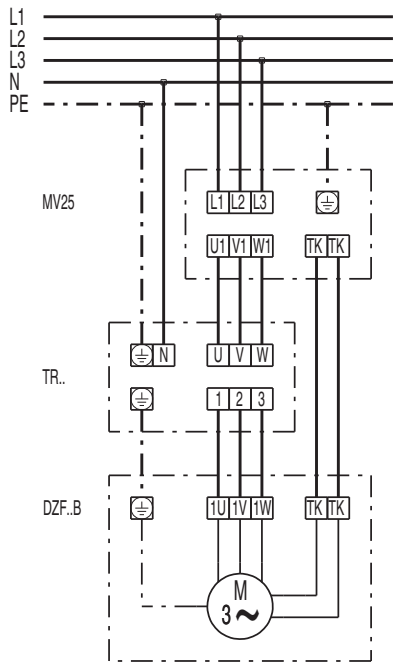 L1
L2
L3
N
PE
MV25
L1 L2 L3
U1 V1 W1 TK TK
N U V W
TR..
1 2 3
DZF..B
1U 1V 1W TK TK
M
3 ~